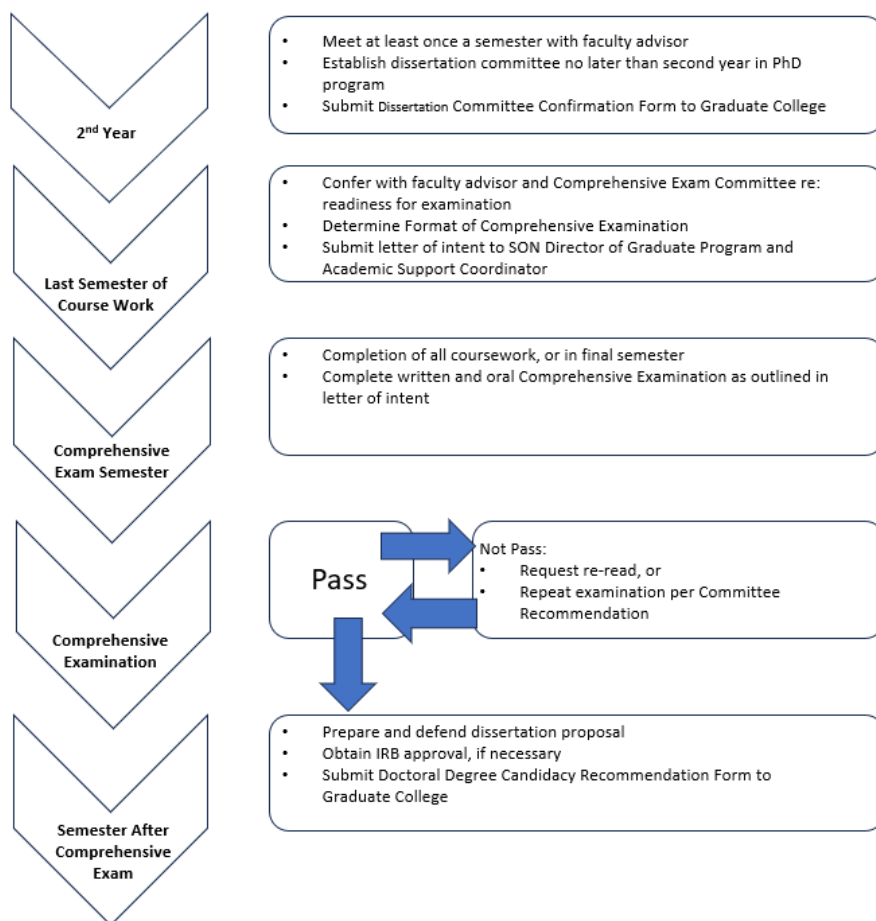 • Meet at least once a semester with faculty advisor
• Establish dissertation committee no later than second year in PhD
program
• Submit Dissertation Committee Confirmation Form to Graduate College
2nd Year
• Confer with faculty advisor and Comprehensive Exam Committee re:
readiness for examination
• Determine Format of Comprehensive Examination
• Submit letter of intent to SON Director of Graduate Program and
Academic Support Coordinator
Last Semester of
Course Work
• Completion of all coursework, or in final semester
• Complete written and oral Comprehensive Examination as outlined in
letter of intent
Comprehensive
Exam Semester
Pass
Not Pass:
• Request re-read, or
• Repeat examination per Committee
Recommendation
Comprehensive
Examination
• Prepare and defend dissertation proposal
• Obtain IRB approval, if necessary
• Submit Doctoral Degree Candidacy Recommendation Form to
Graduate College
Semester After
Comprehensive
Exam